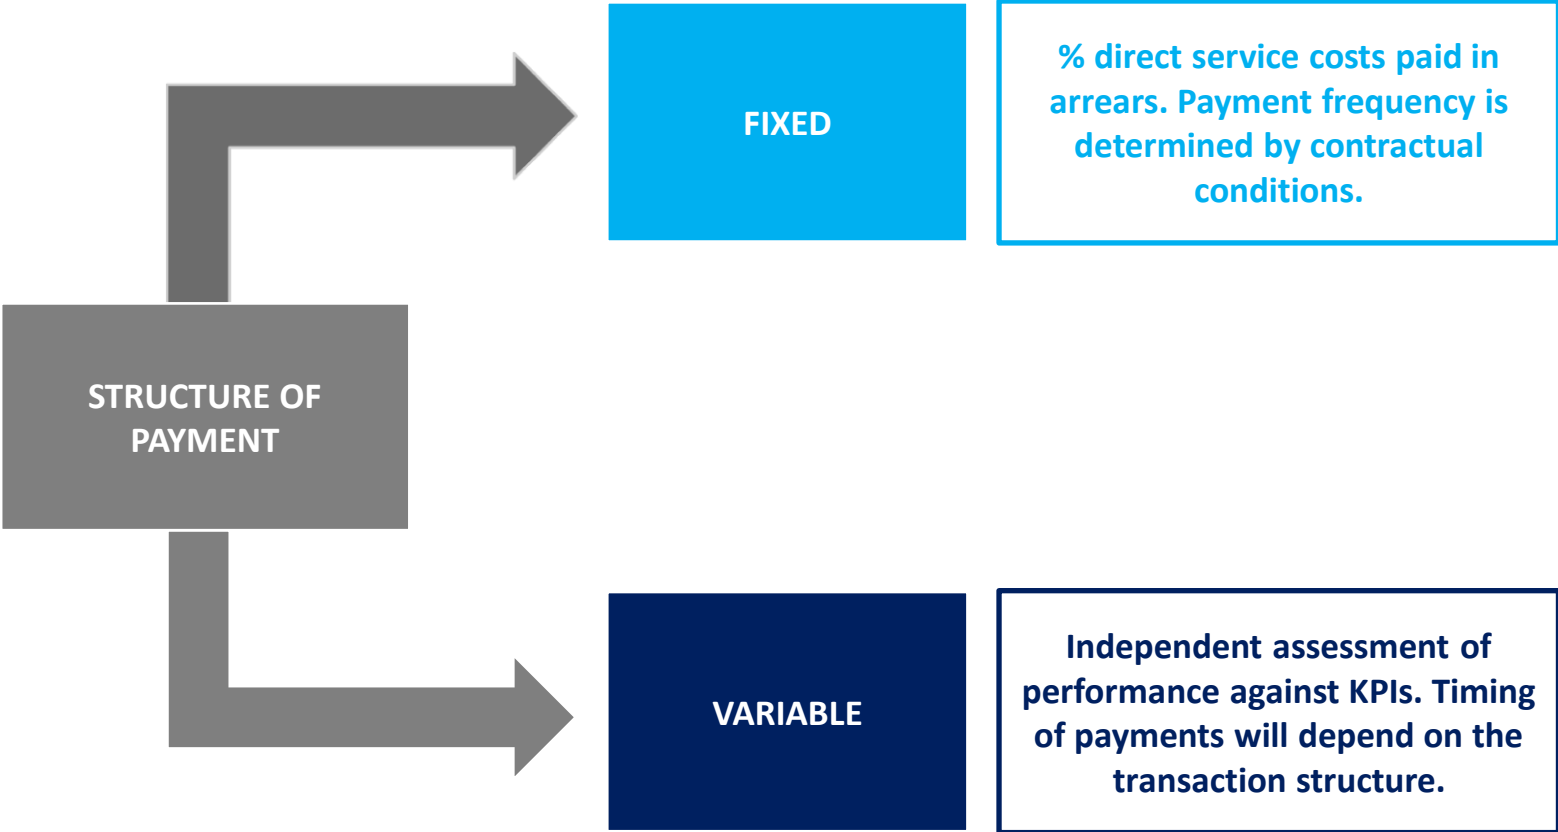 FIXED
% direct service costs paid in
arrears. Payment frequency is
determined by contractual
conditions.
STRUCTURE OF
PAYMENT
VARIABLE
Independent assessment of
performance against KPIs. Timing
of payments will depend on the
transaction structure.